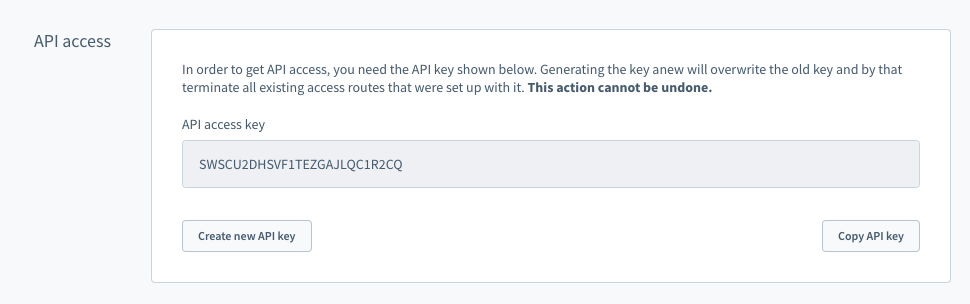 API access
In order to get API access, you need the API key shown below. Generating the key anew will overwrite the old key and by that
terminate all existing access routes that were set up with it. This action cannot be undone.
API access key
SWSCU2DHSVF1TEZGAJLQC1R2CQ
Create new API key
Copy API key